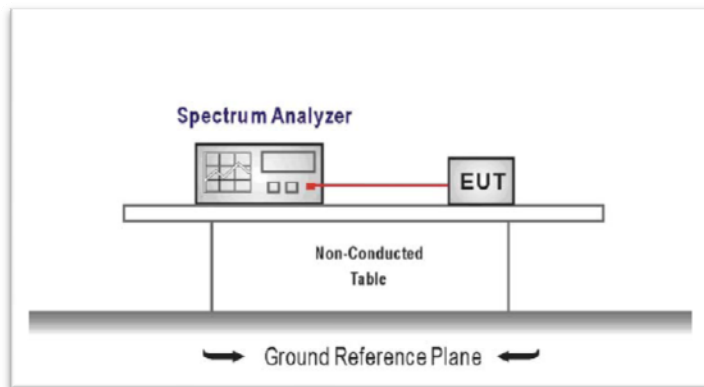 Spectrum Analyzer
EUT
Non-Conducted
Table
Ground Reference Plane